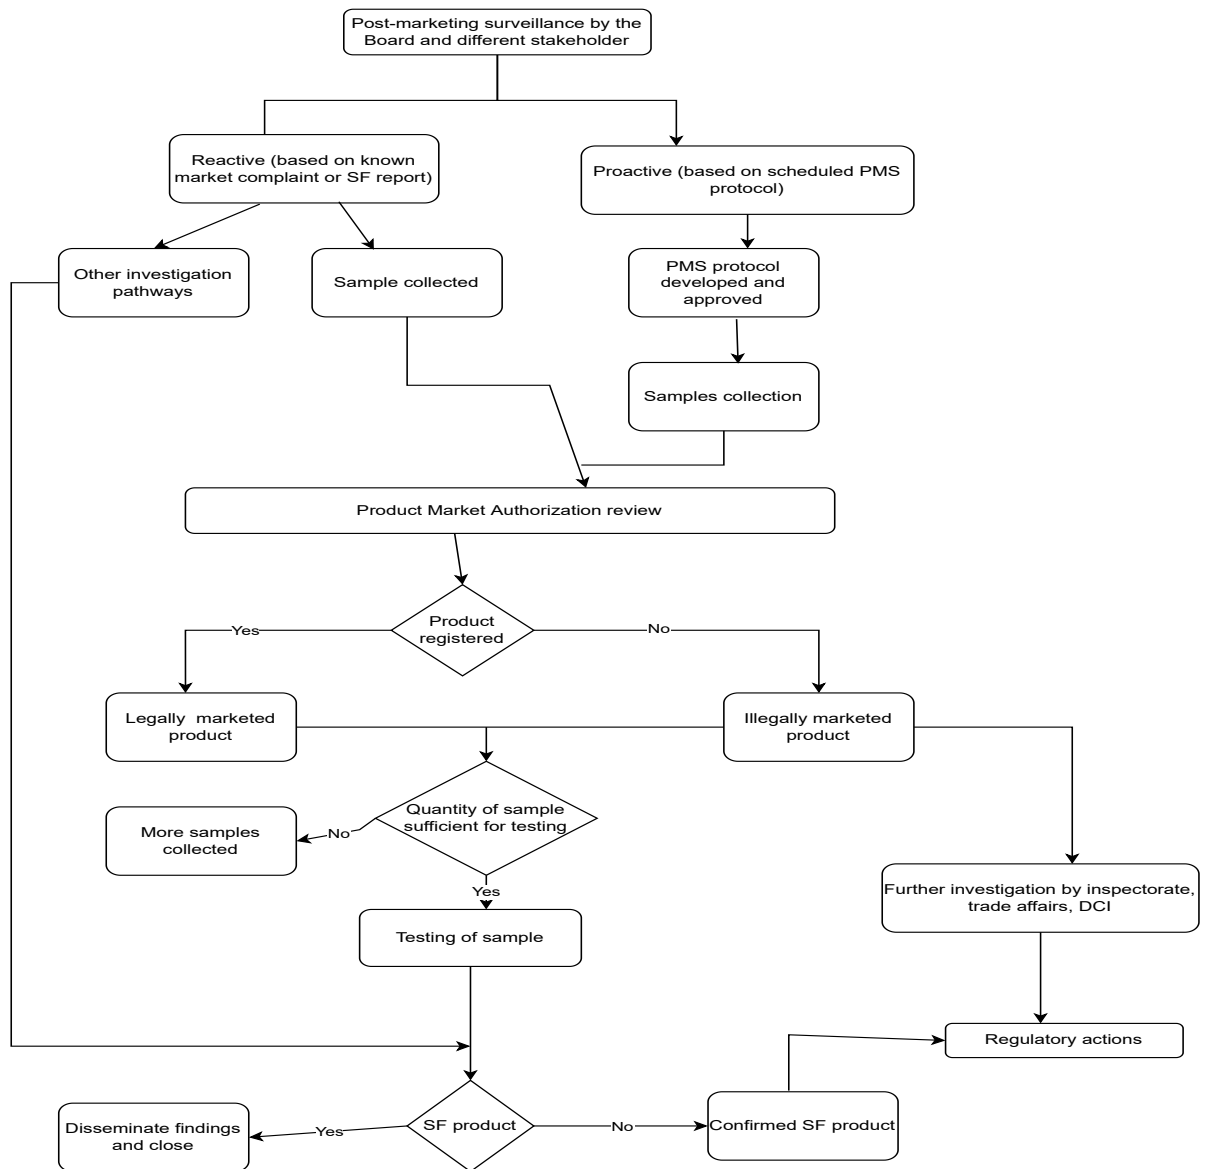 Post-marketing surveillance by the
Board and different stakeholder
Reactive (based on known
market complaint or SF report)
Proactive (based on scheduled PMS
protocol)
Other investigation
pathways
Sample collected
PMS protocol
developed and
approved
Samples collection
Product Market Authorization review
Product
registered
Yes
No
Legally marketed
product
Illegally marketed
product
Quantity of sample
sufficient for testing
No
More samples
collected
Yes
Further investigation by inspectorate,
trade affairs, DCI
Testing of sample
Regulatory actions
SF product
Yes
No
Disseminate findings
and close
Confirmed SF product